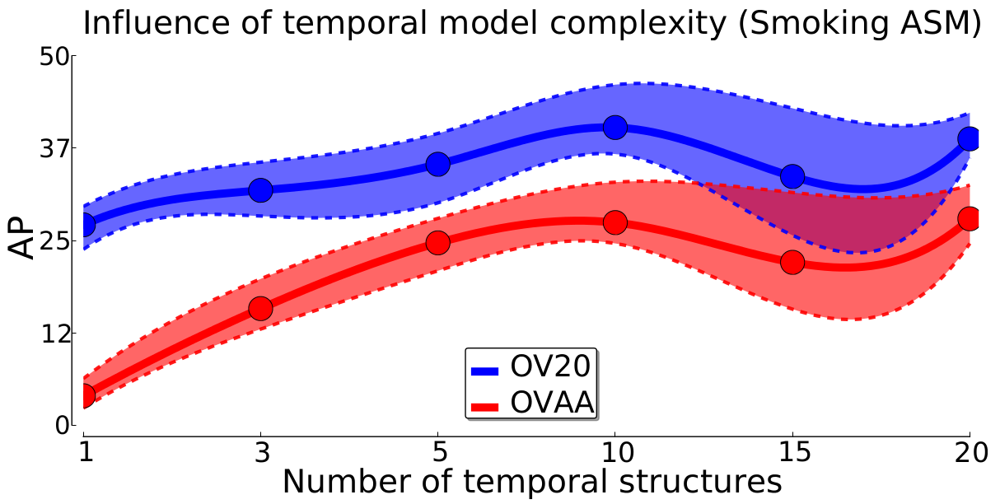 Influence of temporal model complexity (Smoking ASM)
50
37
25
12
0
AP
OV20
OVAA
1 3 5 10 15 20
Number of temporal structures